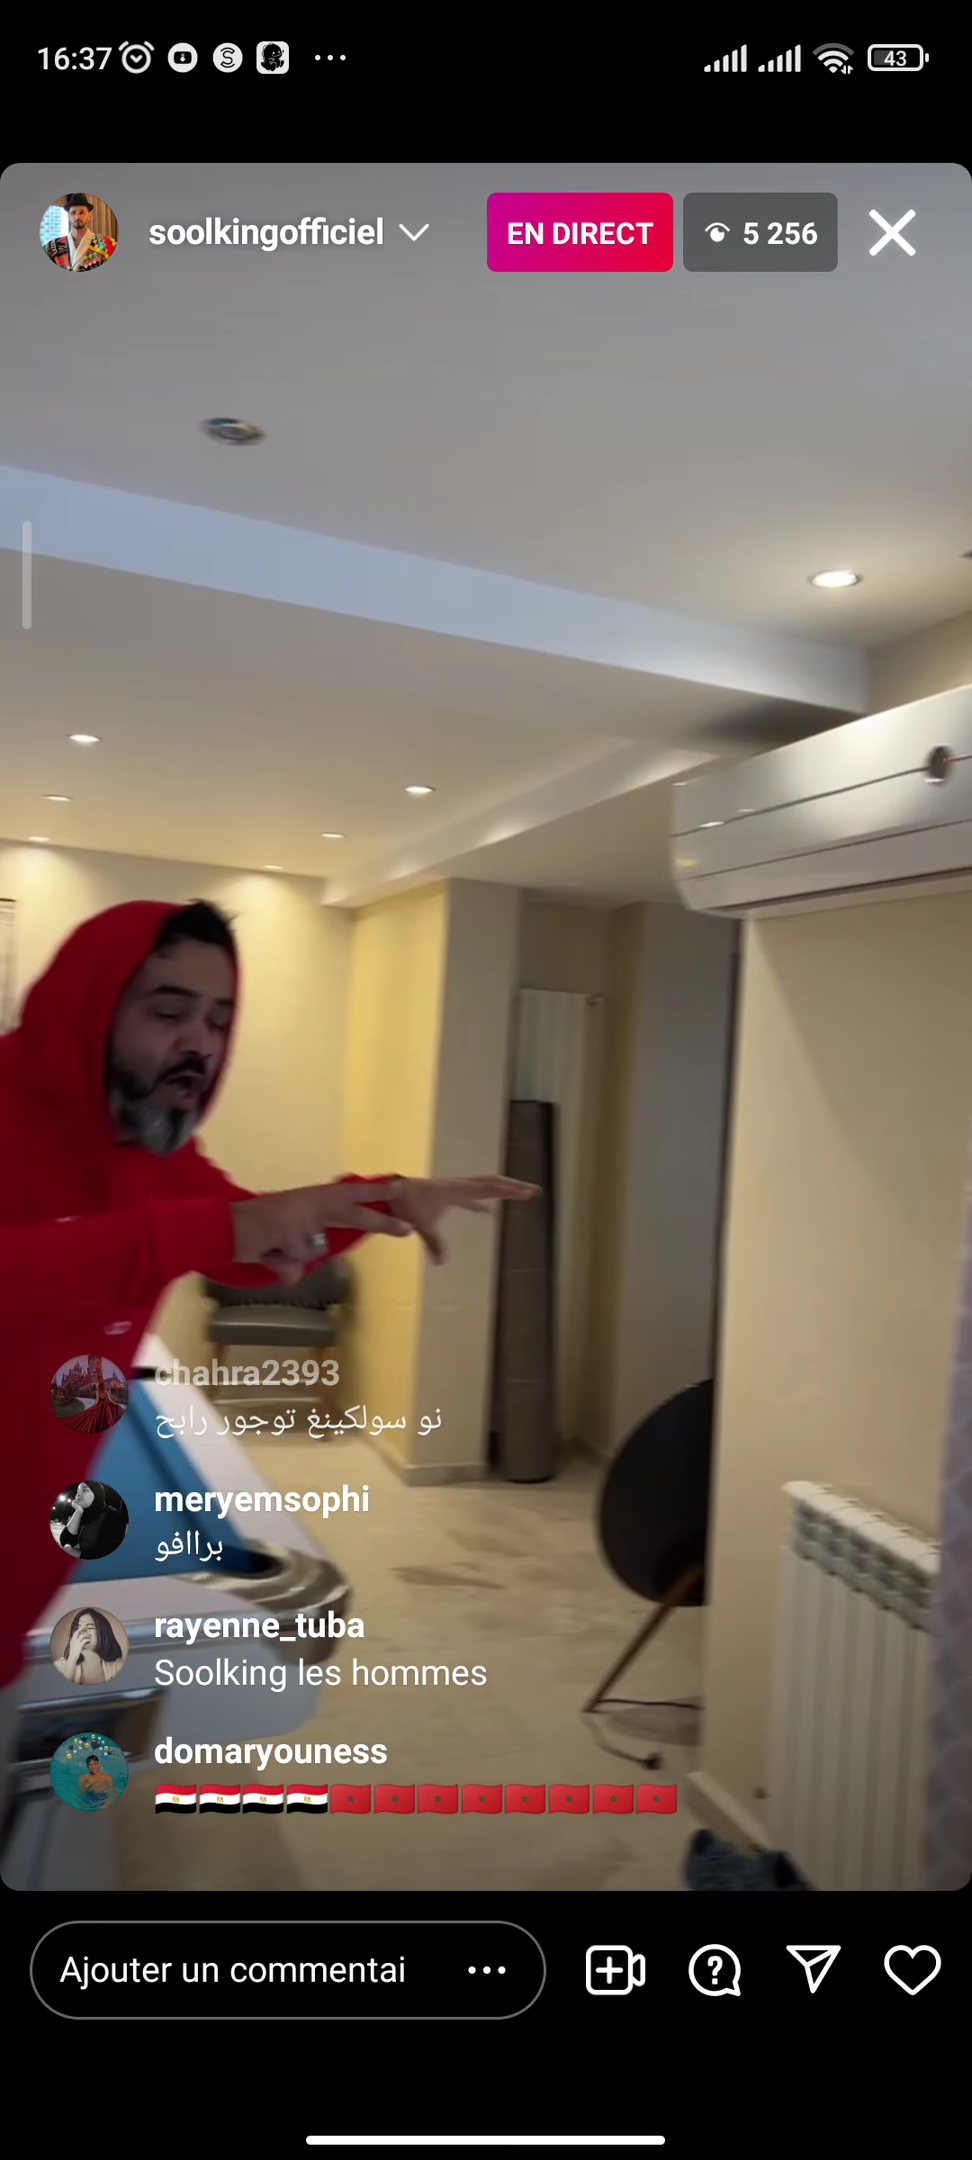 16:37
43
soolkingofficiel
EN DIRECT
5 256
chahra2393
نو سولكينغ توجور رابح
meryemsophi
براافو
rayenne_tuba
Soolking les hommes
domaryouness
🇪🇬🇪🇬🇪🇬🇪🇬🇲🇦🇲🇦🇲🇦🇲🇦🇲🇦🇲🇦🇲🇦🇲🇦
Ajouter un commentai